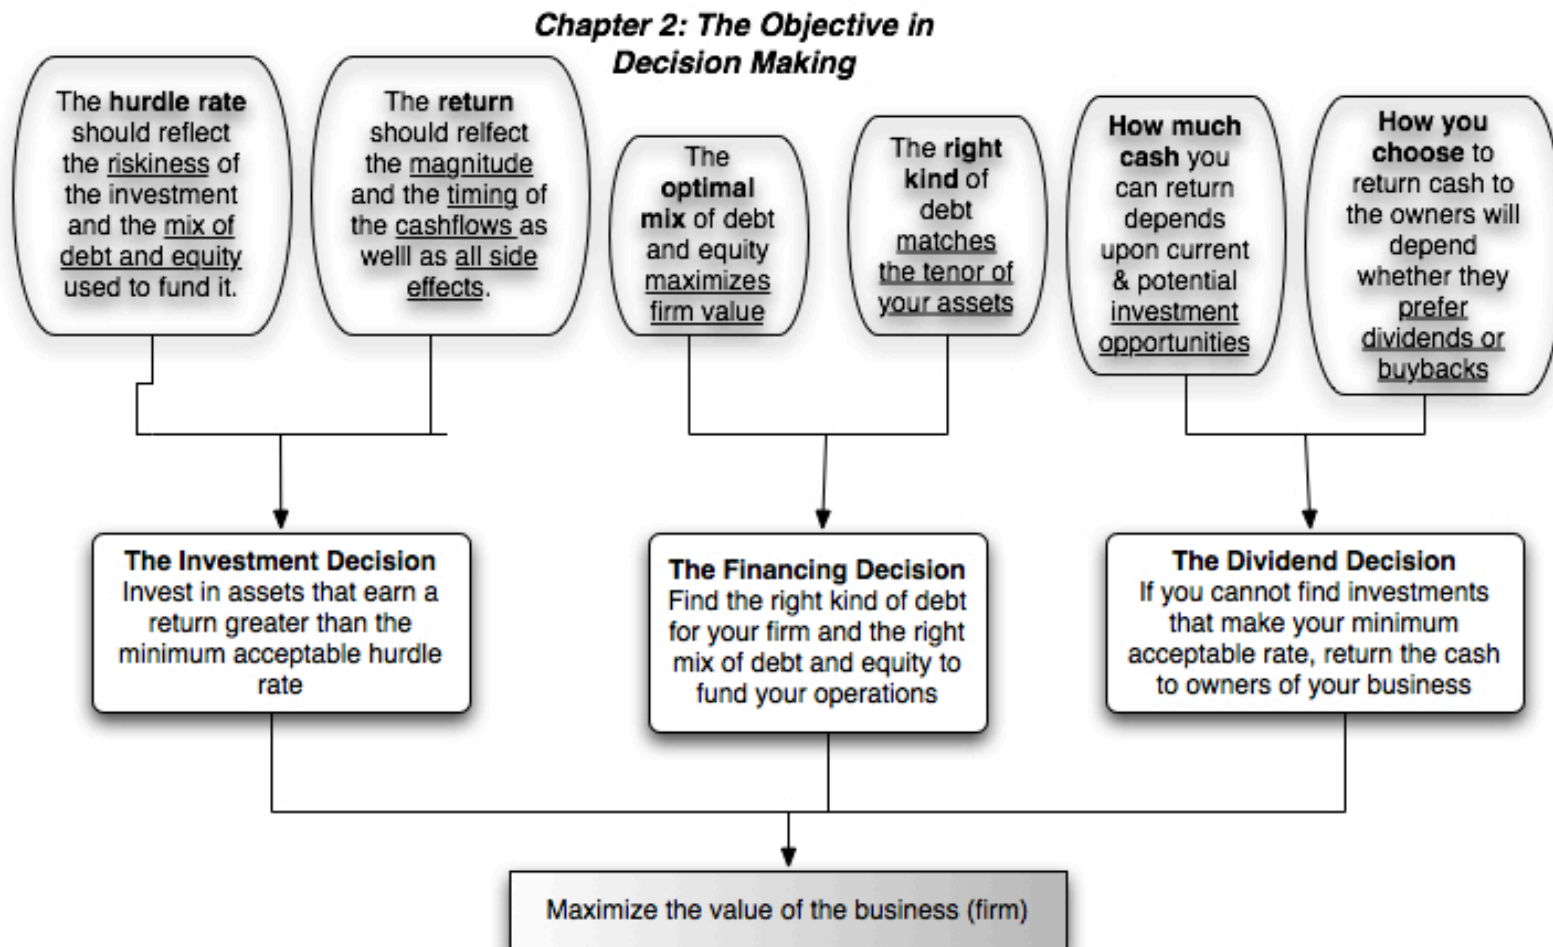 Chapter 2: The Objective in
Decision Making
The hurdle rate
should reflect
the riskiness of
the investment
and the mix of
debt and equity
used to fund it.
The return
should relfect
the magnitude
and the timing of
the cashflows as
welll as all side
effects.
The
optimal
mix of debt
and equity
maximizes
firm value
The right
kind of
debt
matches
the tenor of
your assets
How much
cash you
can return
depends
upon current
& potential
investment
opportunities
How you
choose to
return cash to
the owners will
depend
whether they
prefer
dividends or
buybacks
The Investment Decision
Invest in assets that earn a
return greater than the
minimum acceptable hurdle
rate
The Financing Decision
Find the right kind of debt
for your firm and the right
mix of debt and equity to
fund your operations
The Dividend Decision
If you cannot find investments
that make your minimum
acceptable rate, return the cash
to owners of your business
Maximize the value of the business (firm)